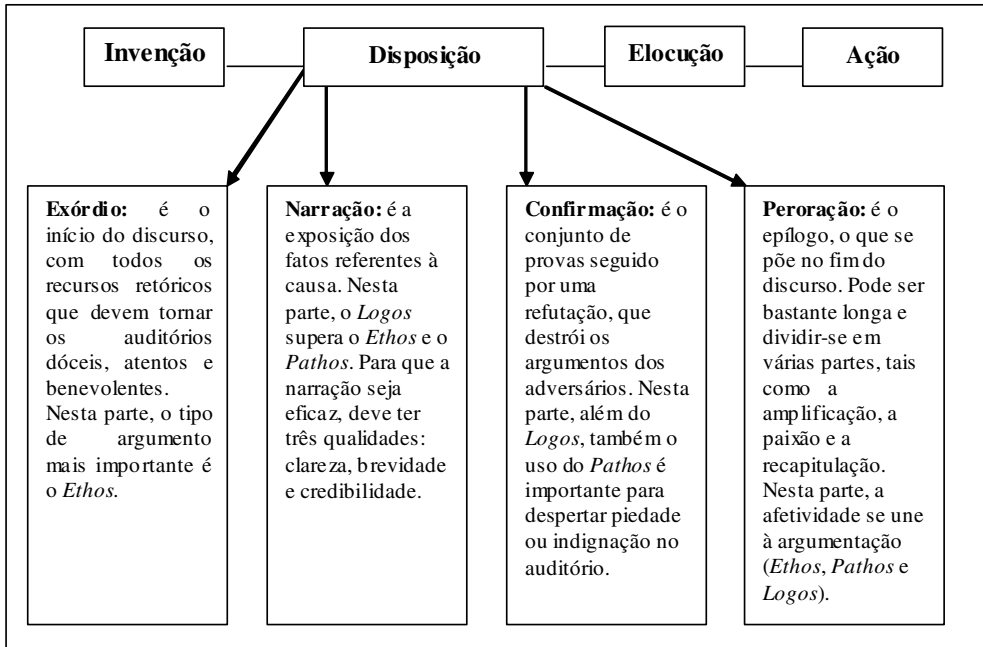 Invenção
Disposição
Elocução
Ação
Exórdio: é o
início do discurso,
com todos os
recursos retóricos
que devem tornar
os auditórios
dóceis, atentos e
benevolentes.
Nesta parte, o tipo
de argumento
mais importante é
o Ethos.
Narração: é a
exposição dos
fatos referentes à
causa. Nesta
parte, o Logos
supera o Ethos e o
Pathos. Para que a
narração seja
eficaz, deve ter
três qualidades:
clareza, brevidade
e credibilidade.
Confirmação: é o
conjunto de
provas seguido
por uma
refutação, que
destrói os
argumentos dos
adversários. Nesta
parte, além do
Logos, também o
uso do Pathos é
importante para
despertar piedade
ou indignação no
auditório.
Peroração: é o
epílogo, o que se
põe no fim do
discurso. Pode ser
bastante longa e
dividir-se em
várias partes, tais
como a
amplificação, a
paixão e a
recapitulação.
Nesta parte, a
afetividade se une
à argumentação
(Ethos, Pathos e
Logos).